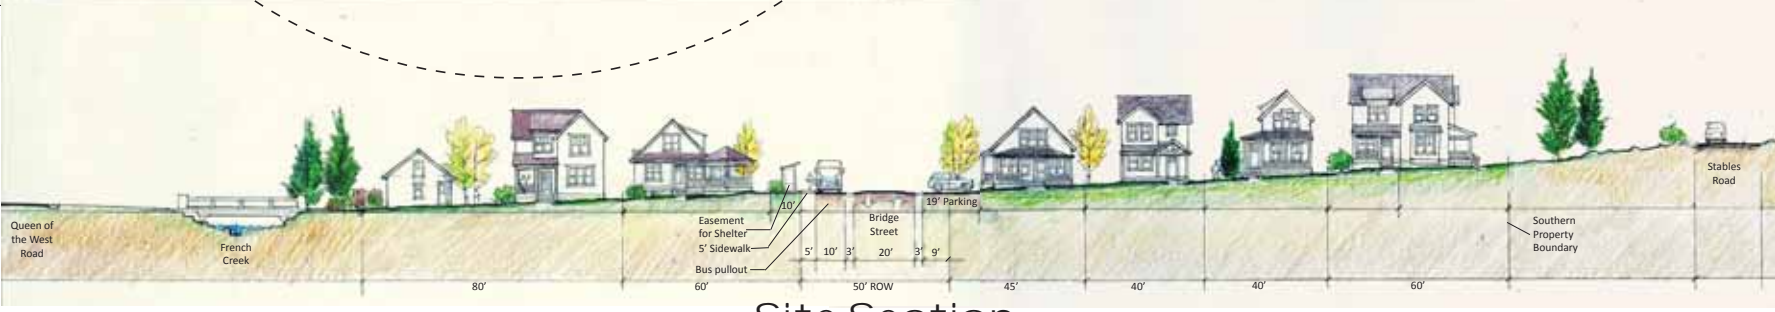 Queen of
the West
Road
French
Creek
10'
Easement
for Shelter
5' Sidewalk
Bus pullout
Bridge
Street
19' Parking
5'
10'
3'
20'
3'
9'
Southern
Property
Boundary
Stables
Road
80'
60'
50' ROW
45'
40'
40'
60'
Site Section